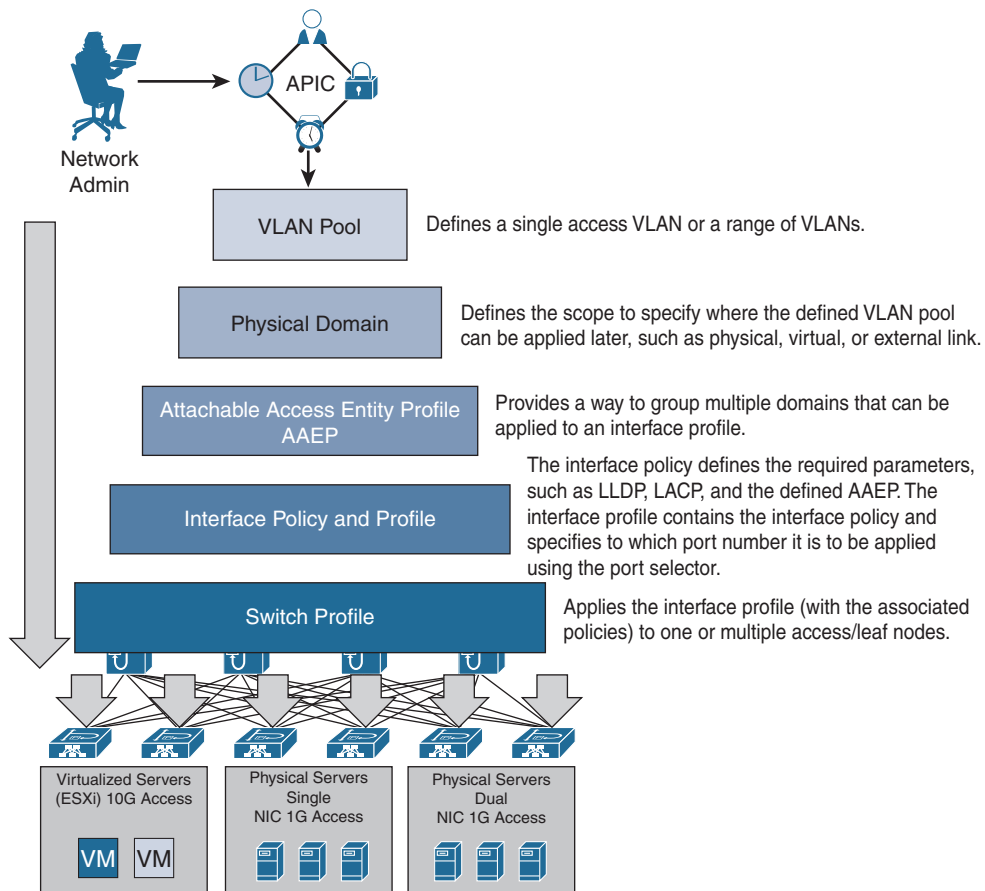 APIC
Network
Admin
VLAN Pool
Defines a single access VLAN or a range of VLANs.
Physical Domain
Defines the scope to specify where the defined VLAN pool
can be applied later, such as physical, virtual, or external link.
Attachable Access Entity Profile
AAEP
Provides a way to group multiple domains that can be
applied to an interface profile.
Interface Policy and Profile
The interface policy defines the required parameters,
such as LLDP, LACP, and the defined AAEP. The
interface profile contains the interface policy and
specifies to which port number it is to be applied
using the port selector.
Switch Profile
Applies the interface profile (with the associated
policies) to one or multiple access/leaf nodes.
Virtualized Servers
(ESXi) 10G Access
VM
VM
Physical Servers
Single
NIC 1G Access
Physical Servers
Dual
NIC 1G Access